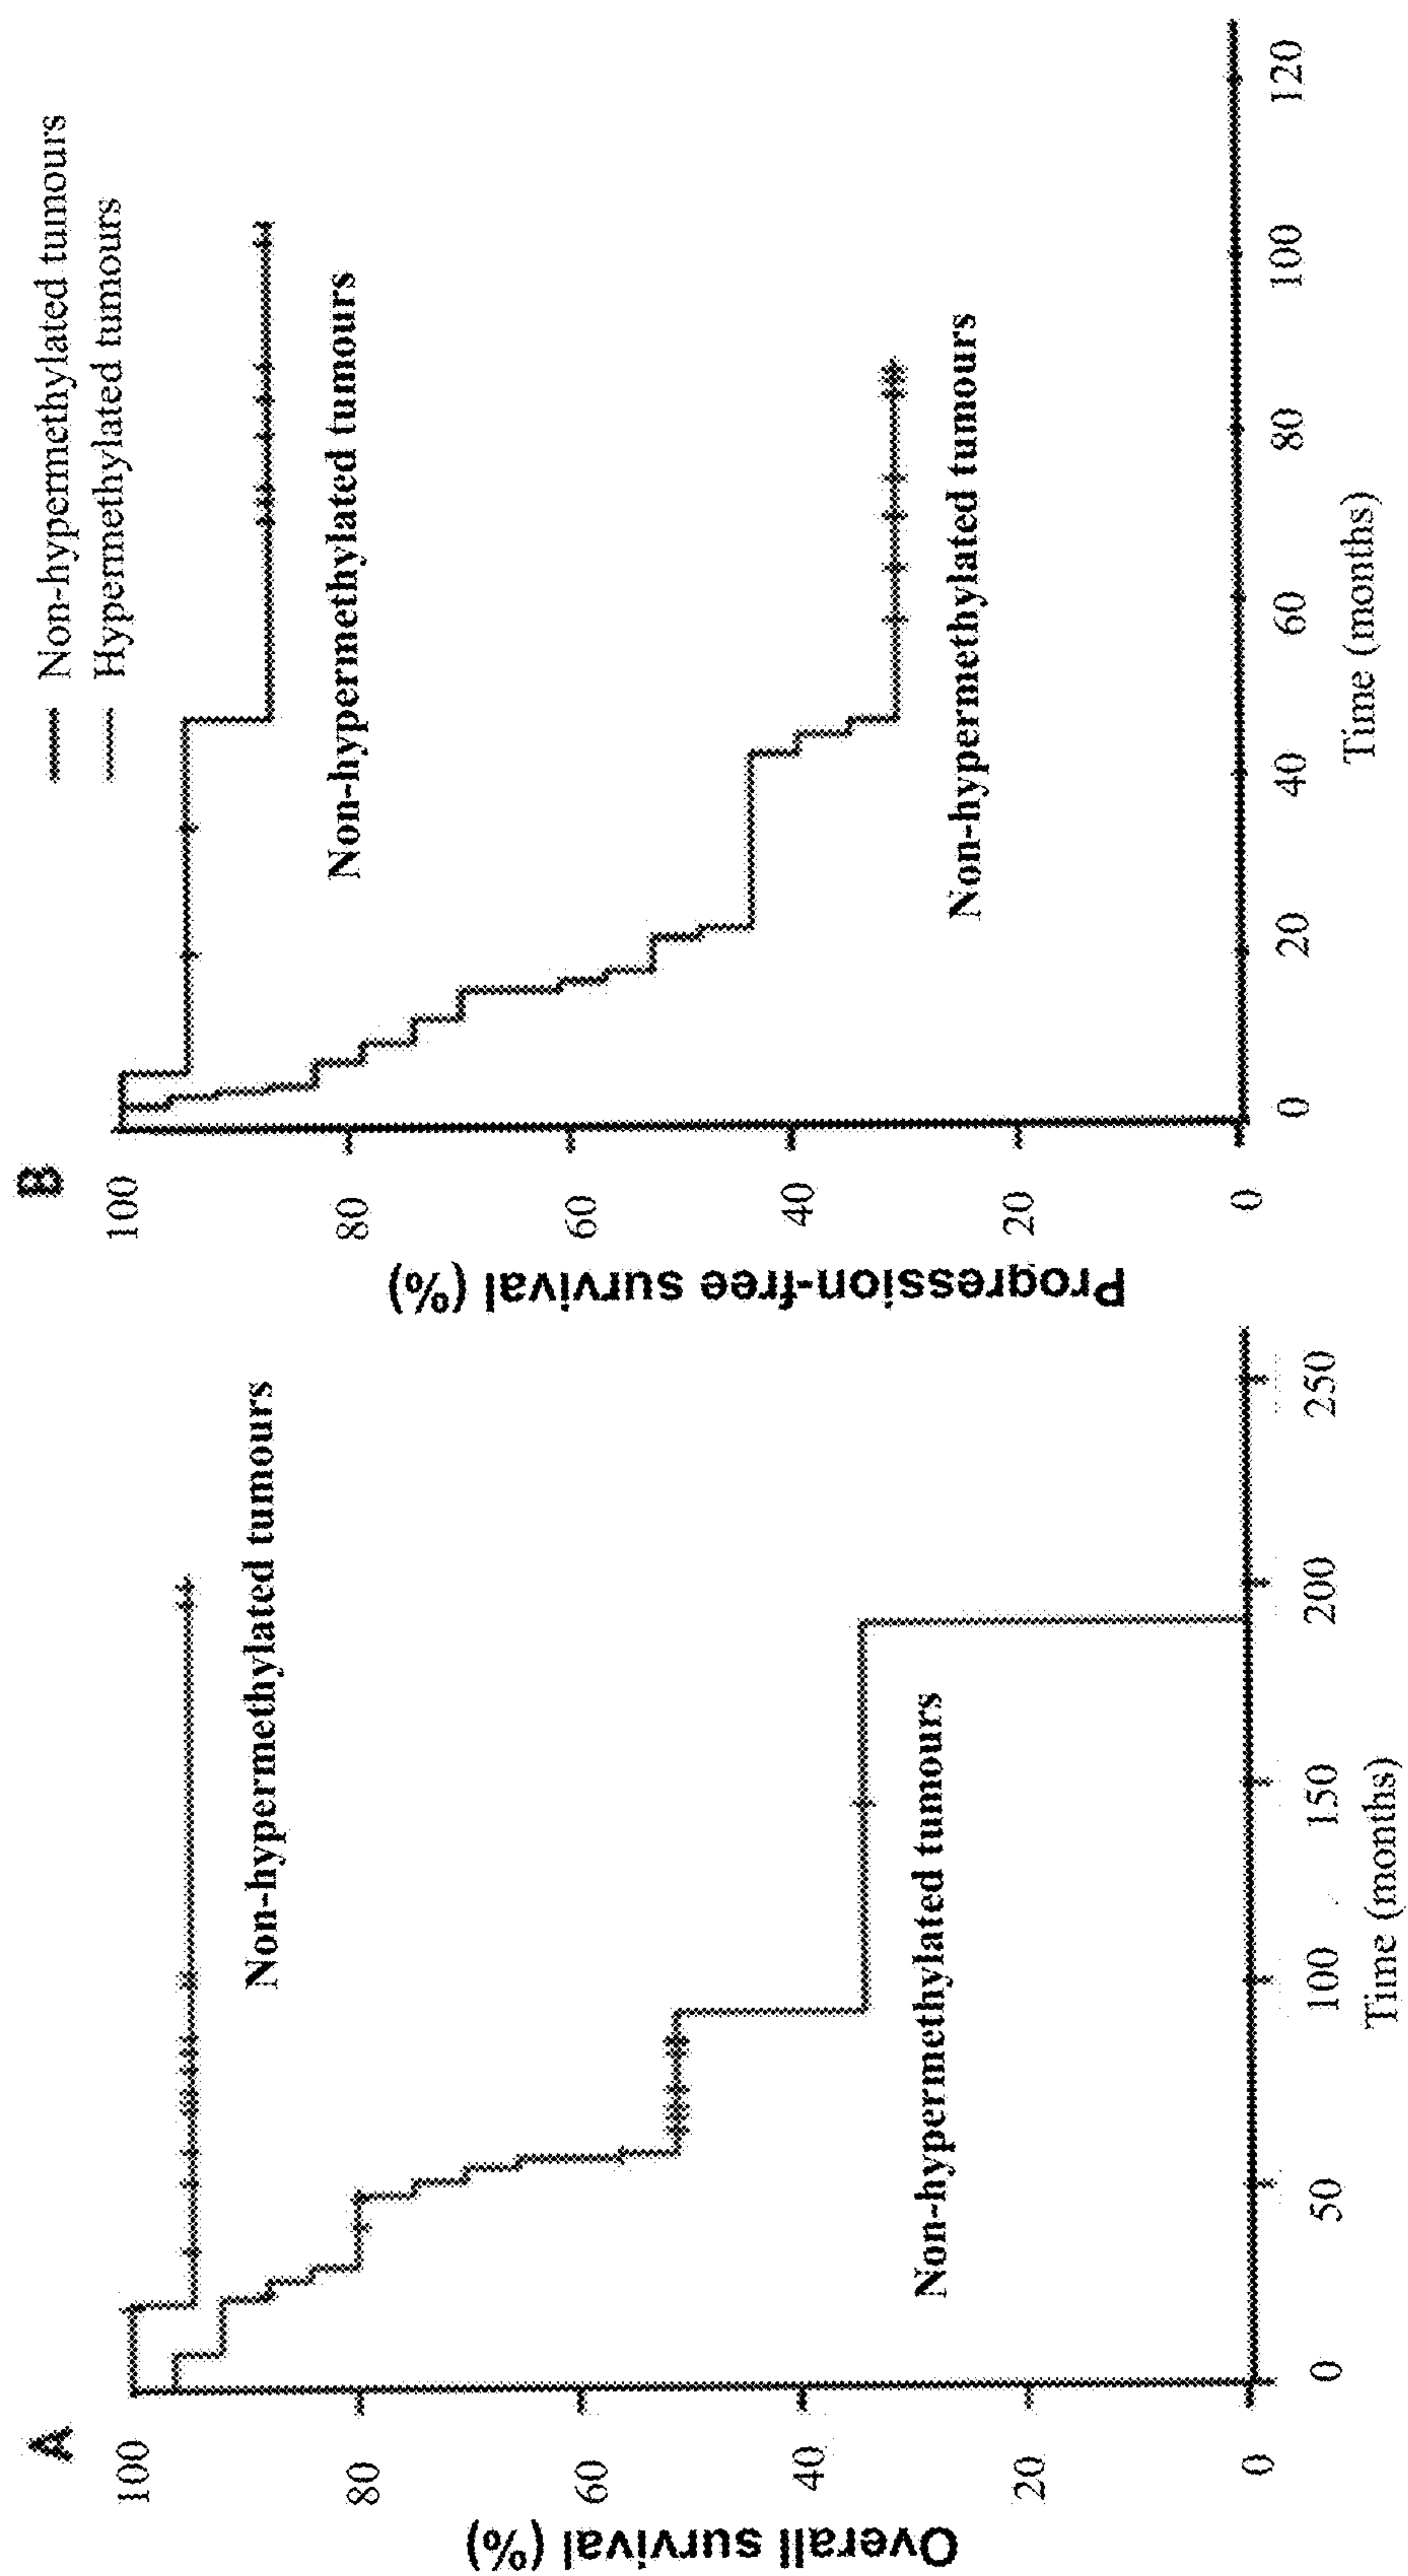 A
Overall survival (%)
100
80
60
40
20
0
Non-hypermethylated tumours
Non-hypermethylated tumours
0
50
100
150
200
250
Time (months)
B
Non-hypermethylated tumours
Hypermethylated tumours
Progression-free survival (%)
100
80
60
40
20
0
Non-hypermethylated tumours
Non-hypermethylated tumours
0
20
40
60
80
100
120
Time (months)